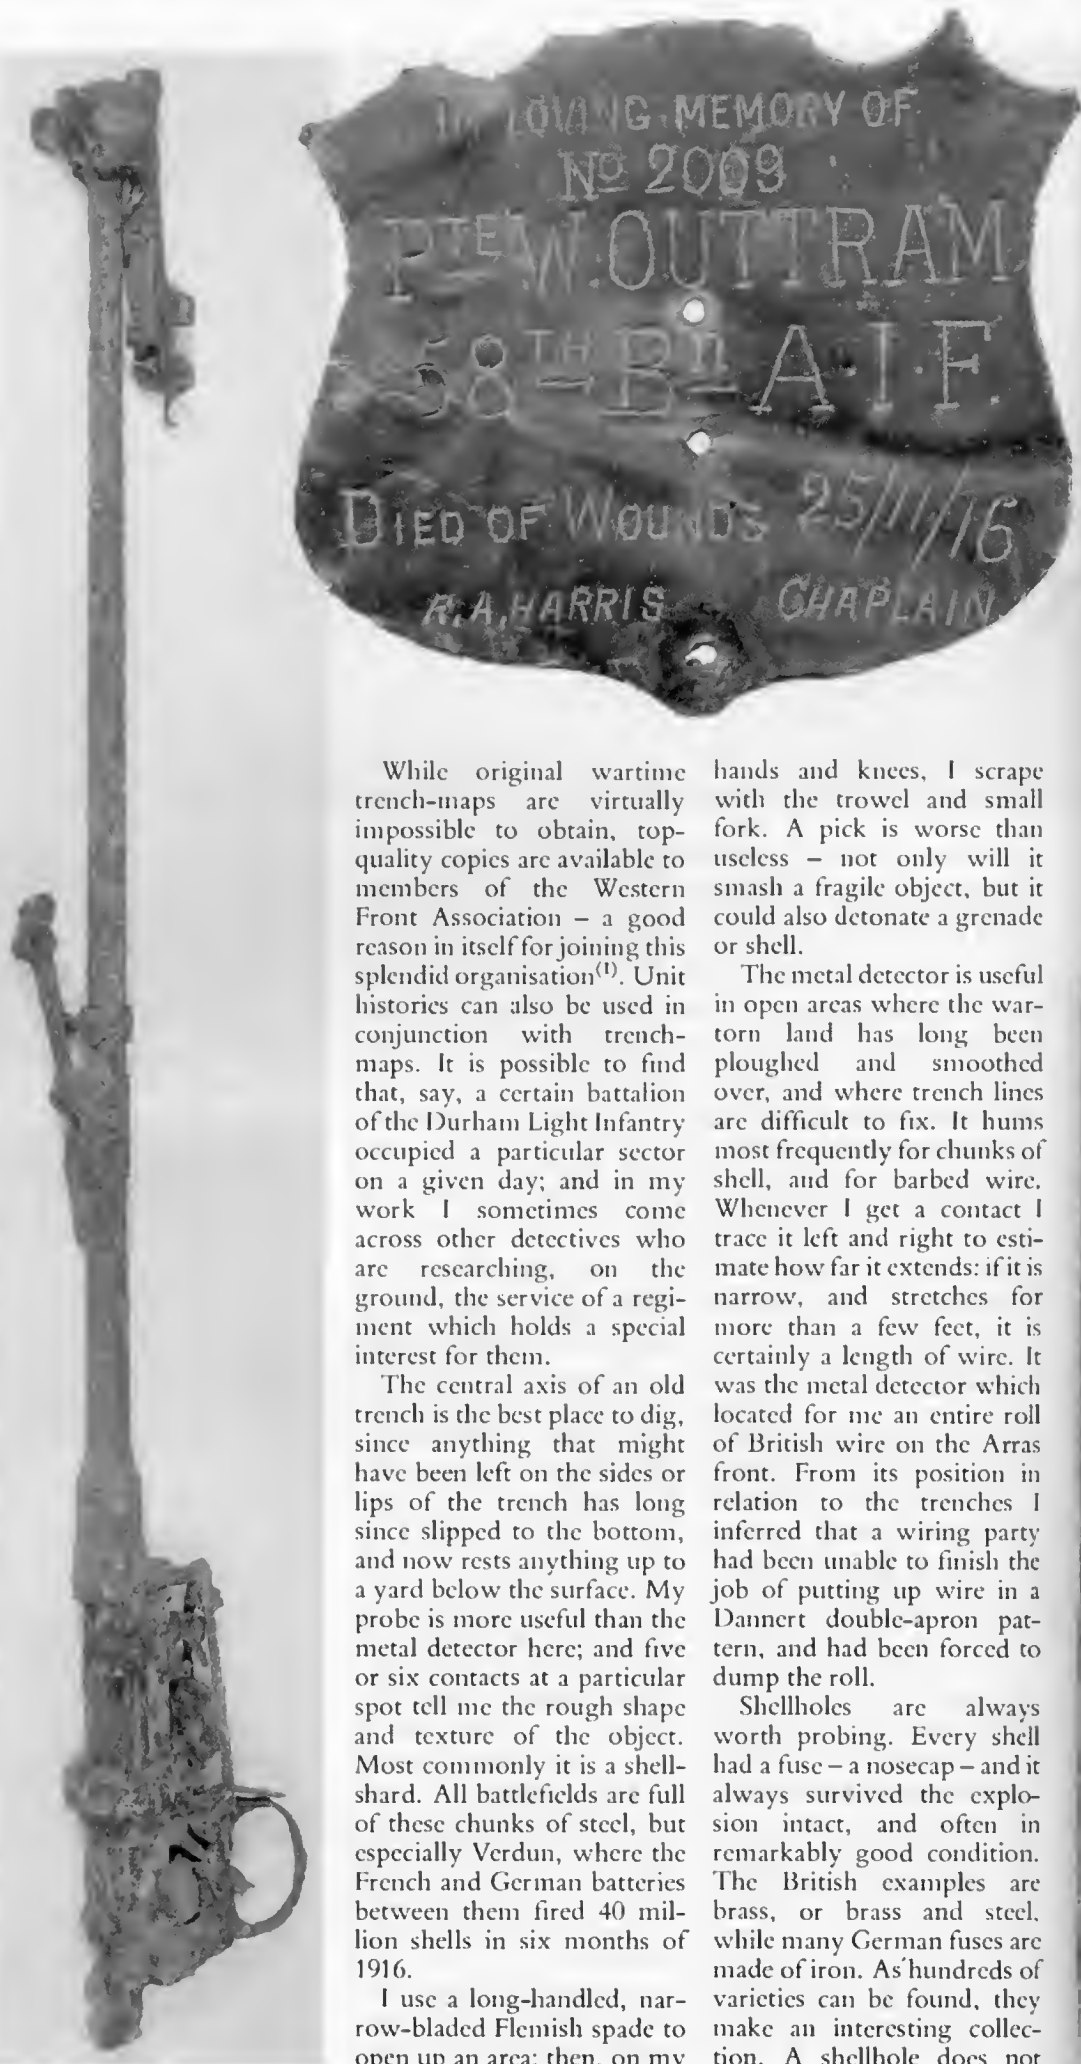 IN LOVING MEMORY OF
No 2009
PTE W. OUTTRAM
58TH Bn A.I.F.
DIED OF WOUNDS 25/11/16
R.A. HARRIS CHAPLAIN
While original wartime
trench-maps are virtually
impossible to obtain, top-
quality copies are available to
members of the Western
Front Association – a good
reason in itself for joining this
splendid organisation(1). Unit
histories can also be used in
conjunction with trench-
maps. It is possible to find
that, say, a certain battalion
of the Durham Light Infantry
occupied a particular sector
on a given day; and in my
work I sometimes come
across other detectives who
are researching, on the
ground, the service of a regi-
ment which holds a special
interest for them.
The central axis of an old
trench is the best place to dig,
since anything that might
have been left on the sides or
lips of the trench has long
since slipped to the bottom,
and now rests anything up to
a yard below the surface. My
probe is more useful than the
metal detector here; and five
or six contacts at a particular
spot tell me the rough shape
and texture of the object.
Most commonly it is a shell-
shard. All battlefields are full
of these chunks of steel, but
especially Verdun, where the
French and German batteries
between them fired 40 mil-
lion shells in six months of
1916.
I use a long-handled, nar-
row-bladed Flemish spade to
open up an area; then, on my
hands and knees, I scrape
with the trowel and small
fork. A pick is worse than
useless – not only will it
smash a fragile object, but it
could also detonate a grenade
or shell.
The metal detector is useful
in open areas where the war-
torn land has long been
ploughed and smoothed
over, and where trench lines
are difficult to fix. It hums
most frequently for chunks of
shell, and for barbed wire.
Whenever I get a contact I
trace it left and right to esti-
mate how far it extends: if it is
narrow, and stretches for
more than a few feet, it is
certainly a length of wire. It
was the metal detector which
located for me an entire roll
of British wire on the Arras
front. From its position in
relation to the trenches I
inferred that a wiring party
had been unable to finish the
job of putting up wire in a
Dannert double-apron pat-
tern, and had been forced to
dump the roll.
Shellholes are always
worth probing. Every shell
had a fuse – a nosecap – and it
always survived the explo-
sion intact, and often in
remarkably good condition.
The British examples are
brass, or brass and steel,
while many German fuses are
made of iron. As hundreds of
varieties can be found, they
make an interesting collec-
tion. A shellhole does not